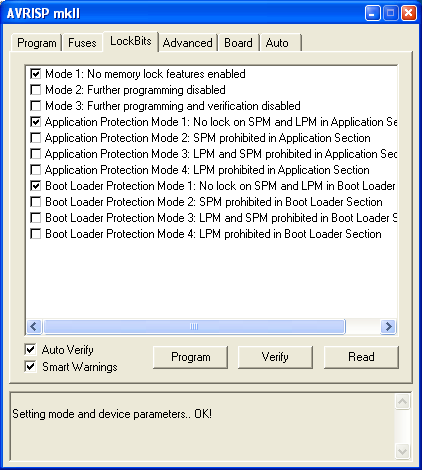 AVRISP mkII
Program Fuses LockBits Advanced Board Auto
Mode 1: No memory lock features enabled
Mode 2: Further programming disabled
Mode 3: Further programming and verification disabled
Application Protection Mode 1: No lock on SPM and LPM in Application Se
Application Protection Mode 2: SPM prohibited in Application Section
Application Protection Mode 3: LPM and SPM prohibited in Application Sec
Application Protection Mode 4: LPM prohibited in Application Section
Boot Loader Protection Mode 1: No lock on SPM and LPM in Boot Loader
Boot Loader Protection Mode 2: SPM prohibited in Boot Loader Section
Boot Loader Protection Mode 3: LPM and SPM prohibited in Boot Loader S
Boot Loader Protection Mode 4: LPM prohibited in Boot Loader Section
Auto Verify
Smart Warnings
Program Verify Read
Setting mode and device parameters.. OK!